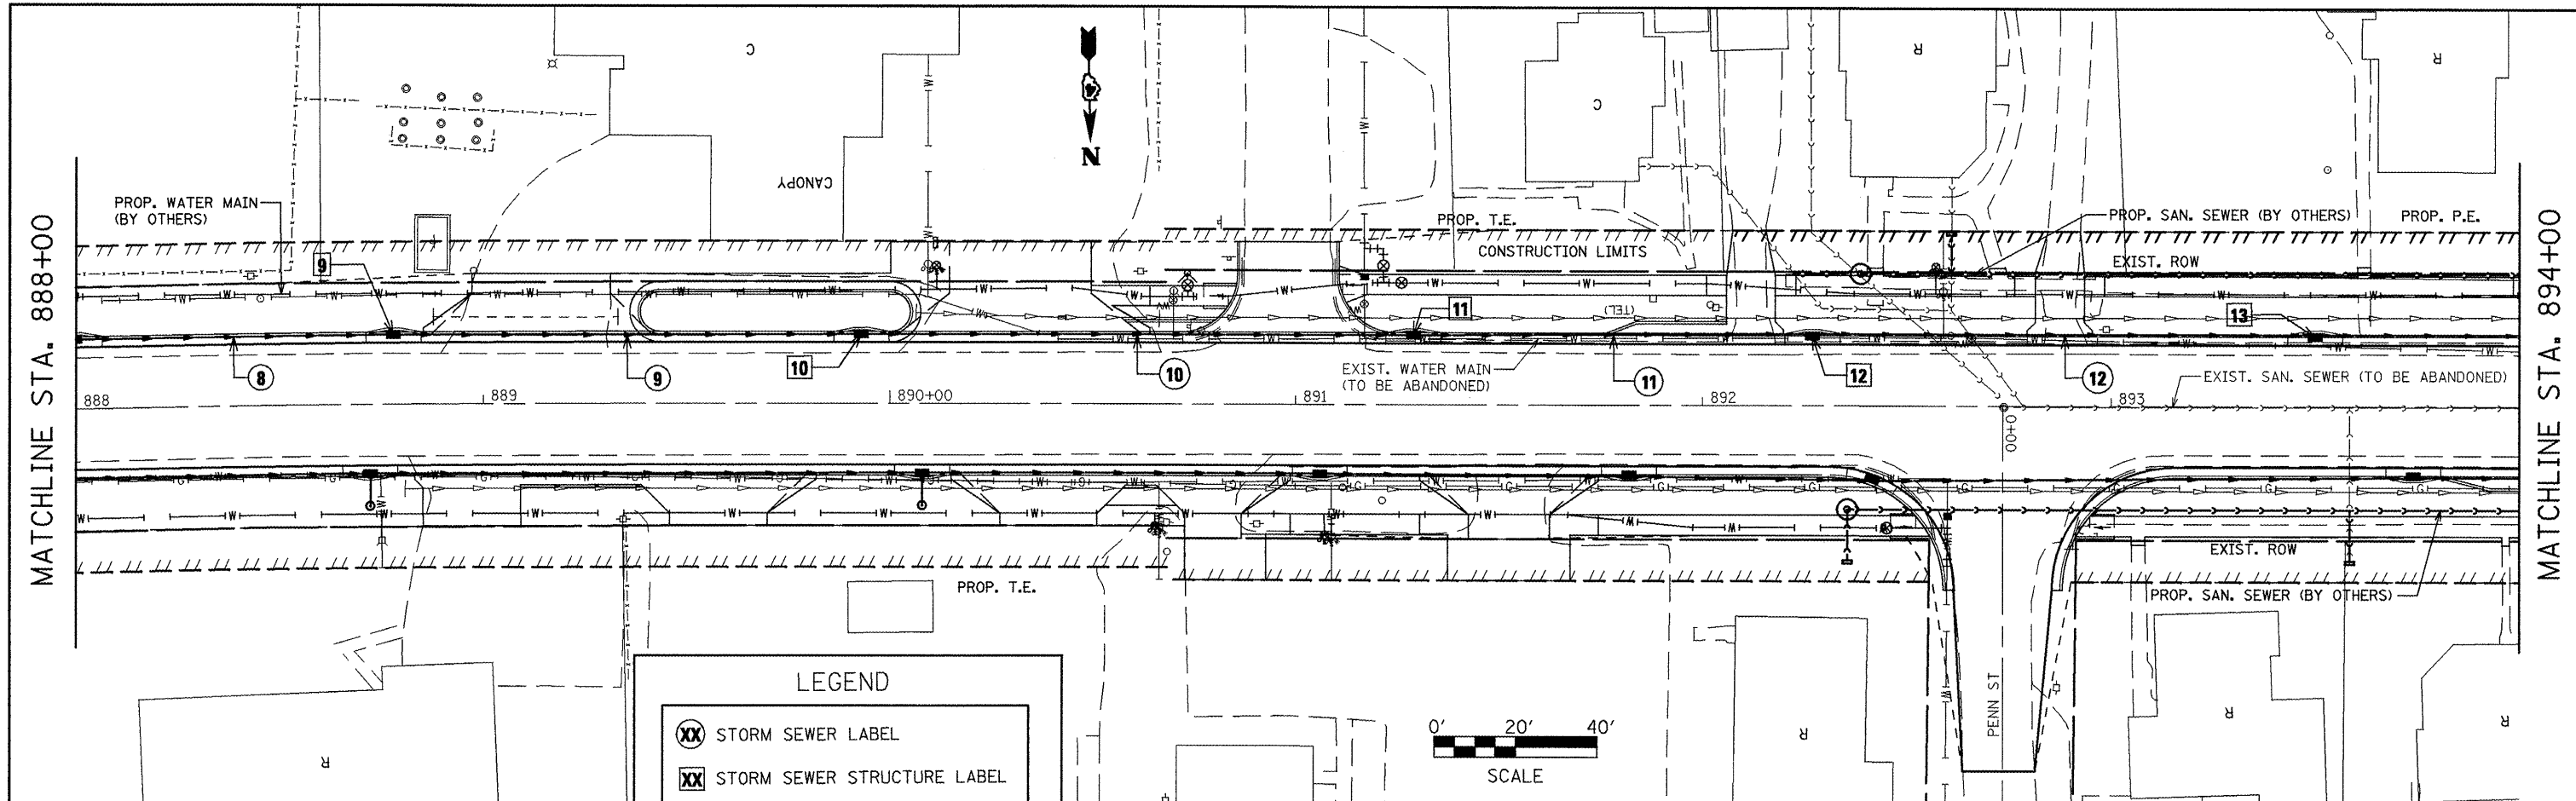 C
R
R
C
N
CANOPY
PROP. WATER MAIN
(BY OTHERS)
PROP. T.E.
PROP. SAN. SEWER (BY OTHERS)
PROP. P.E.
CONSTRUCTION LIMITS
EXIST. ROW
MATCHLINE STA. 888+00
MATCHLINE STA. 894+00
9
11
13
(TEL)
8
9
10
10
EXIST. WATER MAIN
(TO BE ABANDONED)
11
12
12
EXIST. SAN. SEWER (TO BE ABANDONED)
888
889
890+00
891
892
893
0+00
EXIST. ROW
PROP. T.E.
PROP. SAN. SEWER (BY OTHERS)
PENN ST
LEGEND
XX STORM SEWER LABEL
XX STORM SEWER STRUCTURE LABEL
0' 20' 40'
SCALE
R
R
R
R